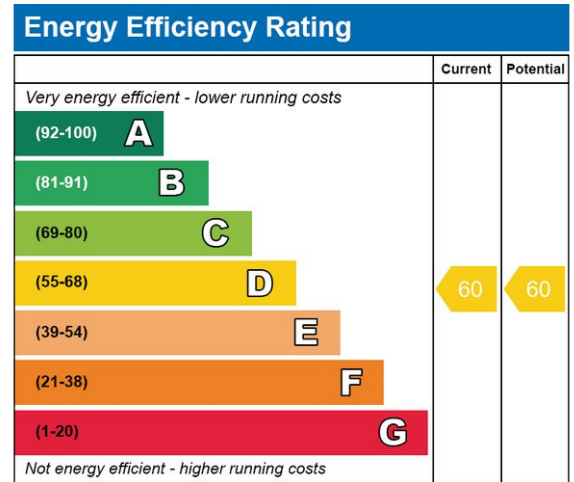 Energy Efficiency Rating
Current Potential
Very energy efficient - lower running costs
(92-100) A
(81-91) B
(69-80) C
(55-68) D 60 60
(39-54) E
(21-38) F
(1-20) G
Not energy efficient - higher running costs